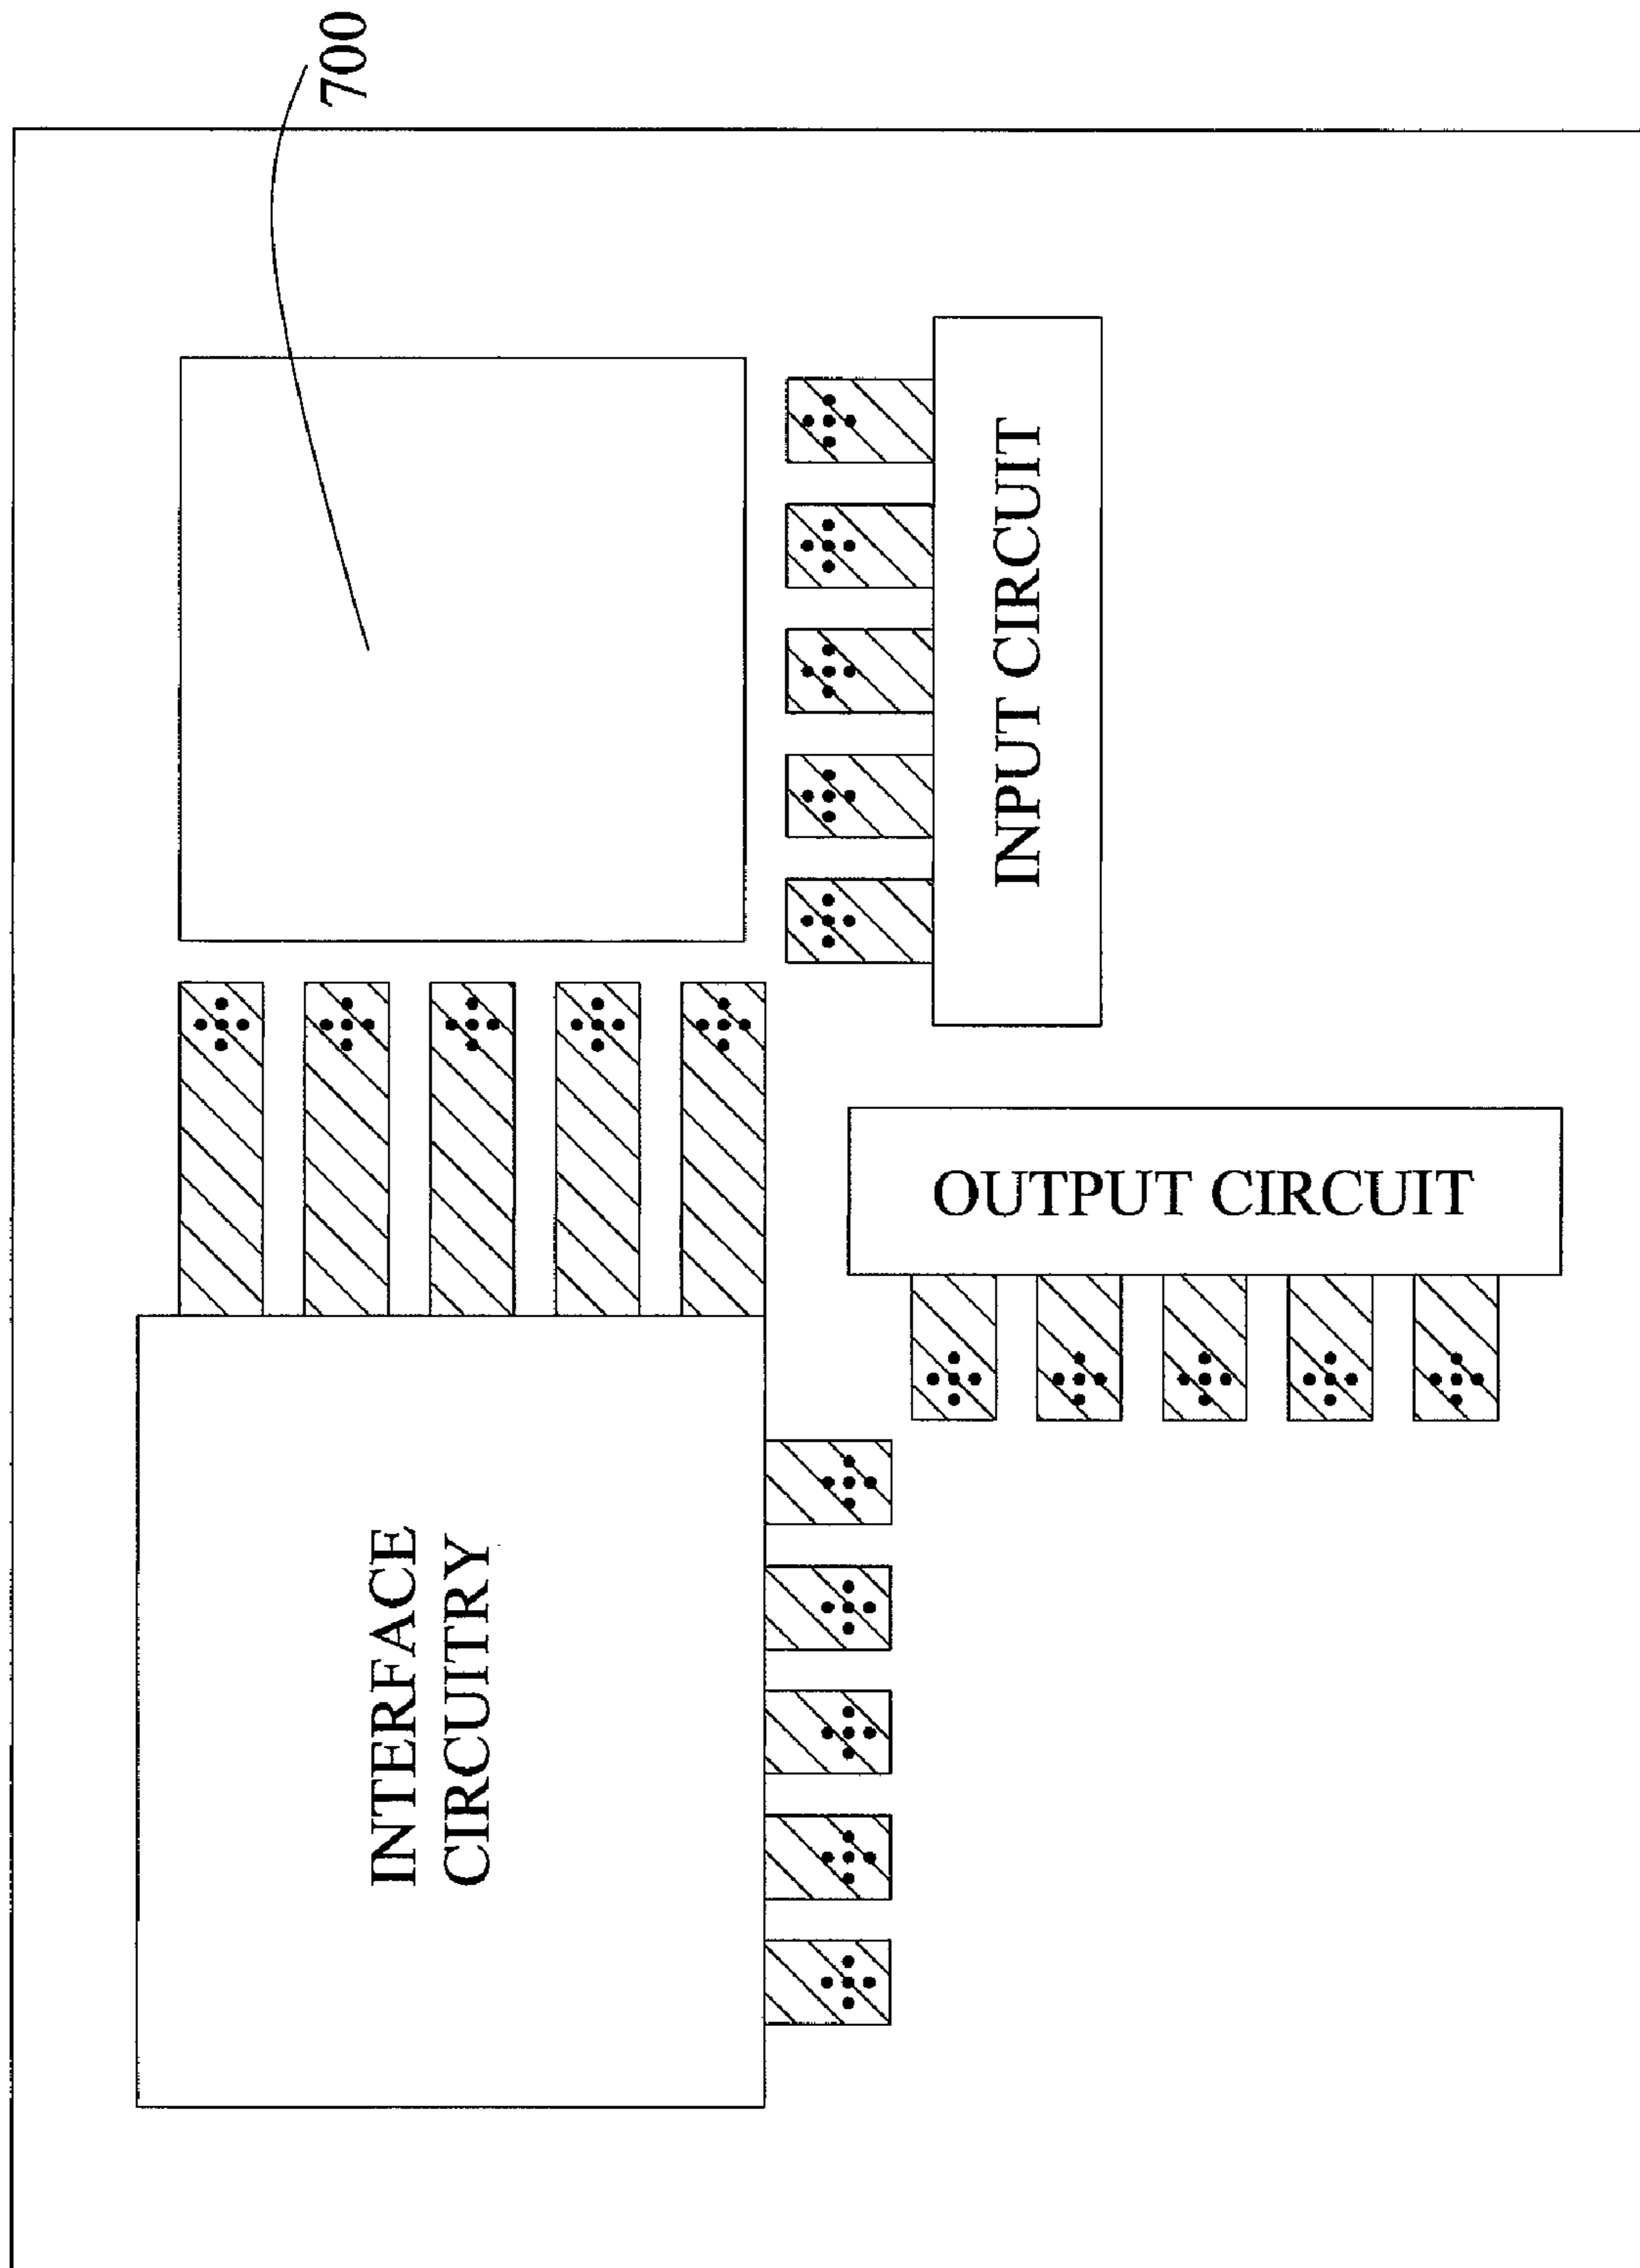 700
INPUT CIRCUIT
OUTPUT CIRCUIT
INTERFACE
CIRCUITRY